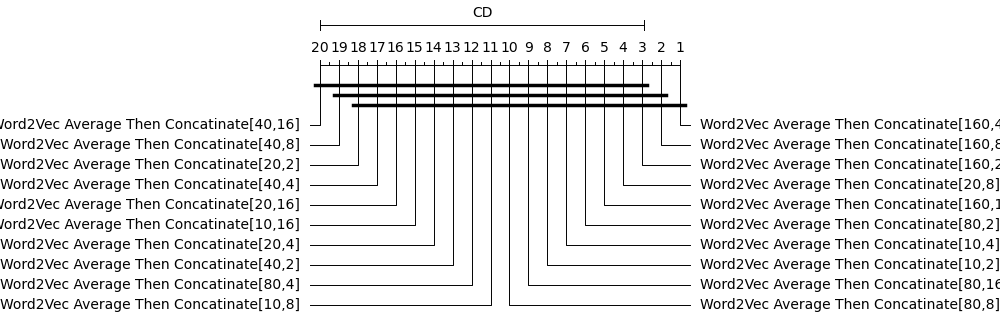 CD
20 19 18 17 16 15 14 13 12 11 10 9 8 7 6 5 4 3 2 1
Word2Vec Average Then Concatinate[40,16]
Word2Vec Average Then Concatinate[40,8]
Word2Vec Average Then Concatinate[20,2]
Word2Vec Average Then Concatinate[40,4]
Word2Vec Average Then Concatinate[20,16]
Word2Vec Average Then Concatinate[10,16]
Word2Vec Average Then Concatinate[20,4]
Word2Vec Average Then Concatinate[40,2]
Word2Vec Average Then Concatinate[80,4]
Word2Vec Average Then Concatinate[10,8]
Word2Vec Average Then Concatinate[160,4
Word2Vec Average Then Concatinate[160,8
Word2Vec Average Then Concatinate[160,2
Word2Vec Average Then Concatinate[20,8]
Word2Vec Average Then Concatinate[160,1
Word2Vec Average Then Concatinate[80,2]
Word2Vec Average Then Concatinate[10,4]
Word2Vec Average Then Concatinate[10,2]
Word2Vec Average Then Concatinate[80,16
Word2Vec Average Then Concatinate[80,8]